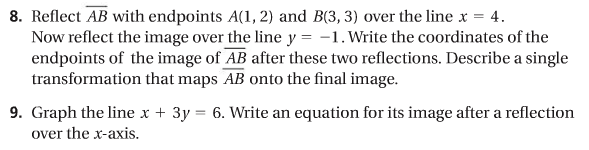 8. Reflect AB with endpoints A(1, 2) and B(3, 3) over the line x = 4.
Now reflect the image over the line y = −1. Write the coordinates of the
endpoints of the image of AB after these two reflections. Describe a single
transformation that maps AB onto the final image.
9. Graph the line x + 3y = 6. Write an equation for its image after a reflection
over the x-axis.